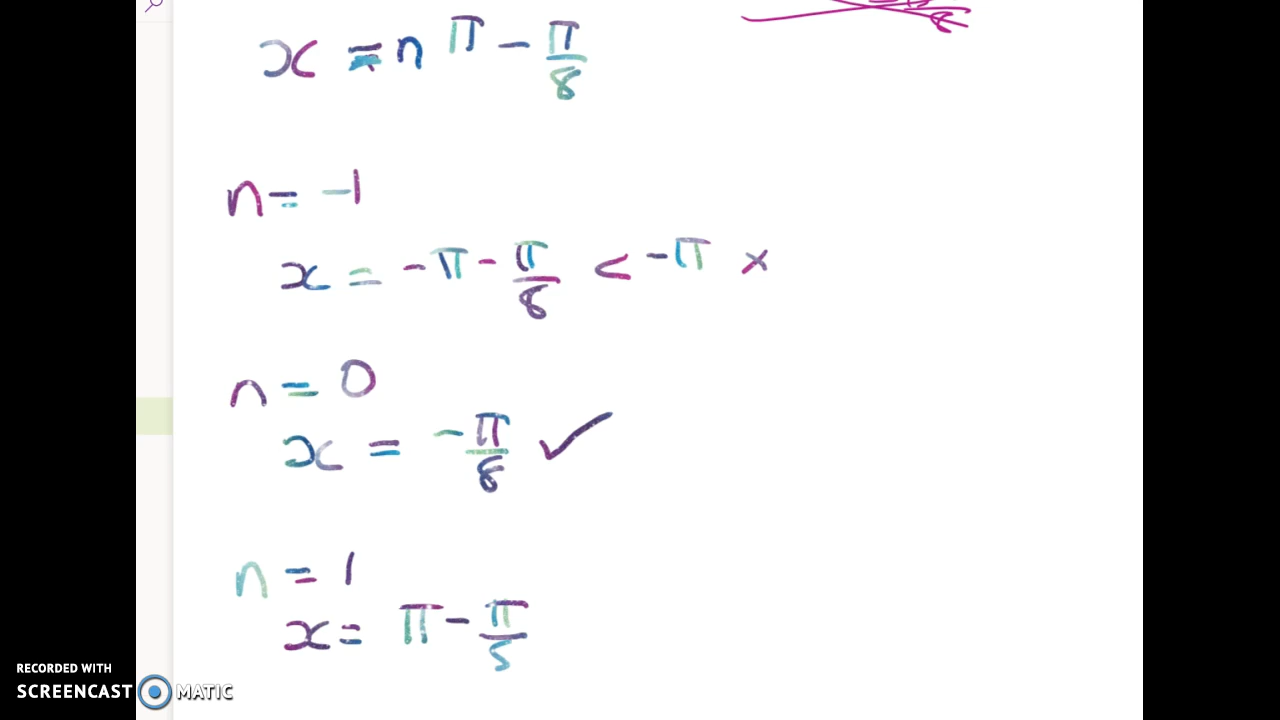 x = nπ - π/8
n = -1
x = -π - π/8 < -π ×
n = 0
x = -π/8 ✓
n = 1
x = π - π/5
RECORDED WITH
SCREENCAST MATIC